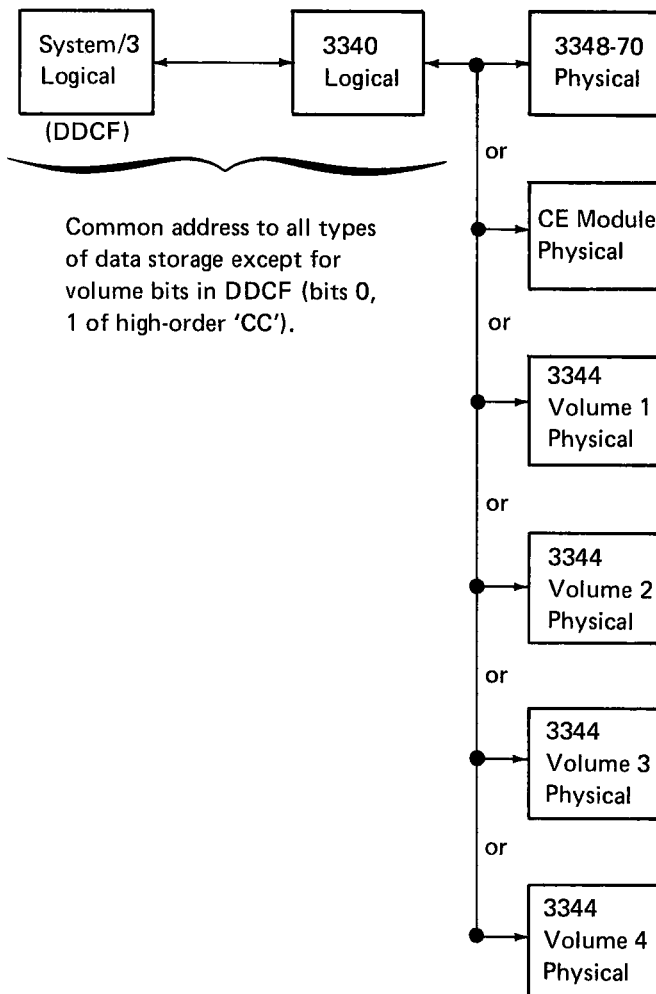 System/3
Logical
(DDCF)
3340
Logical
3348-70
Physical
or
CE Module
Physical
Common address to all types
of data storage except for
volume bits in DDCF (bits 0,
1 of high-order 'CC').
or
3344
Volume 1
Physical
or
3344
Volume 2
Physical
or
3344
Volume 3
Physical
or
3344
Volume 4
Physical